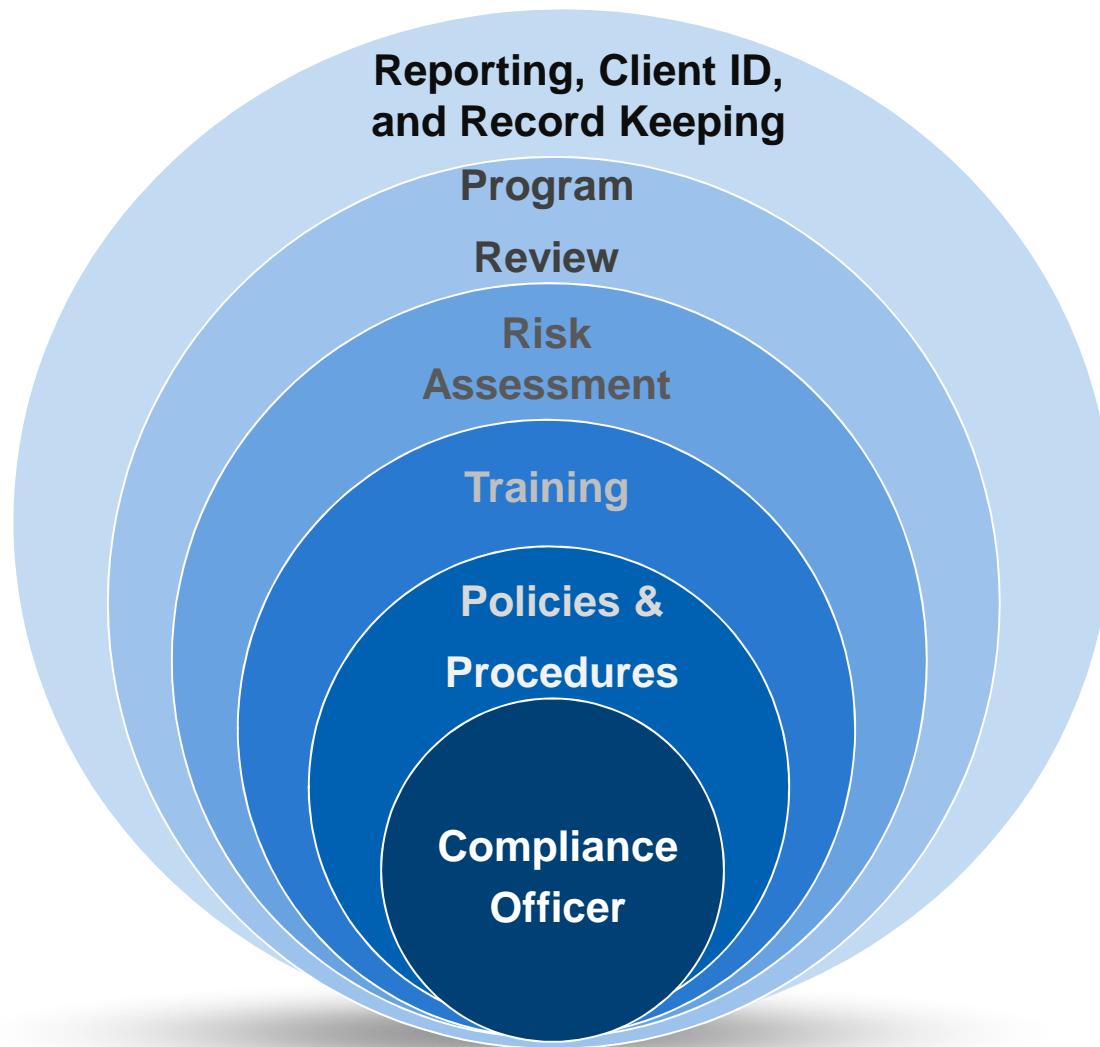 Reporting, Client ID,
and Record Keeping
Program
Review
Risk
Assessment
Training
Policies &
Procedures
Compliance
Officer